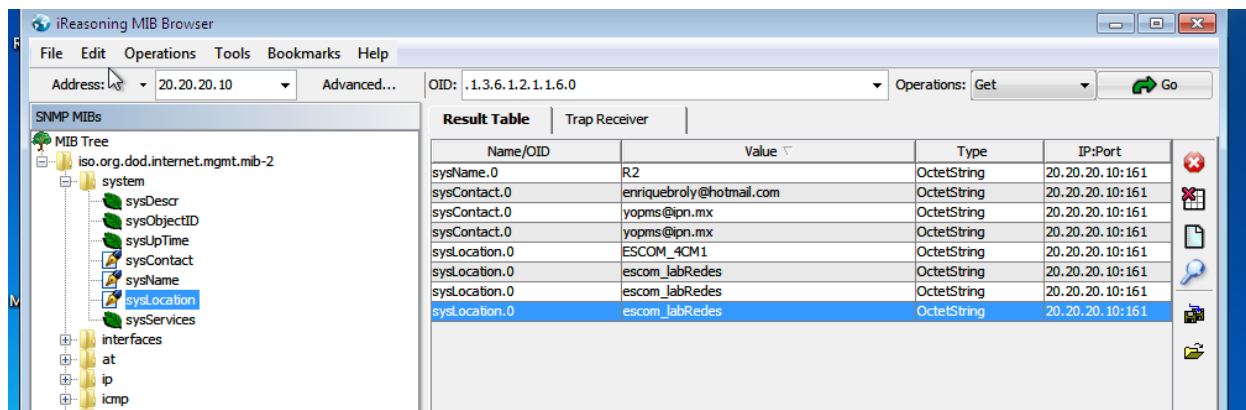 iReasoning MIB Browser
File Edit Operations Tools Bookmarks Help
Address: 20.20.20.10 Advanced... OID: .1.3.6.1.2.1.1.6.0 Operations: Get Go
SNMP MIBs
Result Table Trap Receiver
MIB Tree
iso.org.dod.internet.mgmt.mib-2
system
sysDescr
sysObjectID
sysUpTime
sysContact
sysName
sysLocation
sysServices
interfaces
at
ip
icmp
Name/OID Value Type IP:Port
sysName.0 R2 OctetString 20.20.20.10:161
sysContact.0 enriquebroly@hotmail.com OctetString 20.20.20.10:161
sysContact.0 yopms@ipn.mx OctetString 20.20.20.10:161
sysContact.0 yopms@ipn.mx OctetString 20.20.20.10:161
sysLocation.0 ESCOM_4CM1 OctetString 20.20.20.10:161
sysLocation.0 escom_labRedes OctetString 20.20.20.10:161
sysLocation.0 escom_labRedes OctetString 20.20.20.10:161
sysLocation.0 escom_labRedes OctetString 20.20.20.10:161